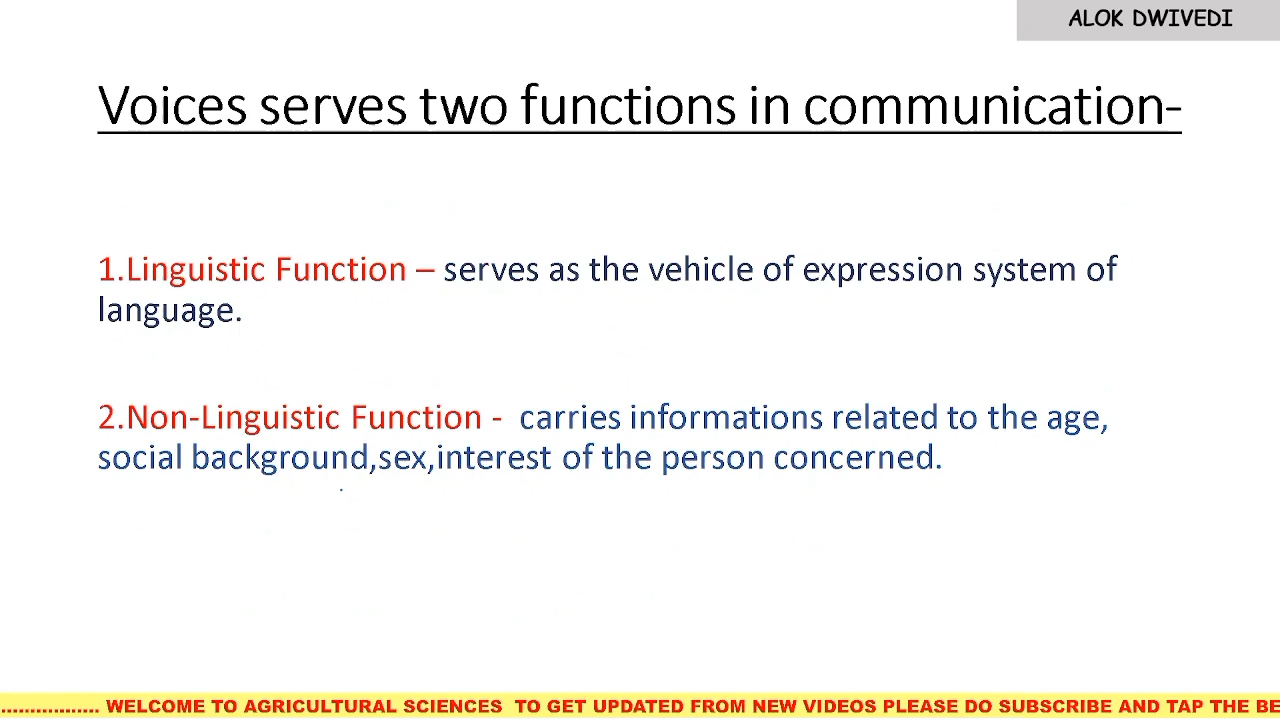 ALOK DWIVEDI
Voices serves two functions in communication-
1.Linguistic Function – serves as the vehicle of expression system of
language.
2.Non-Linguistic Function -  carries informations related to the age,
social background,sex,interest of the person concerned.
................. WELCOME TO AGRICULTURAL SCIENCES  TO GET UPDATED FROM NEW VIDEOS PLEASE DO SUBSCRIBE AND TAP THE BE